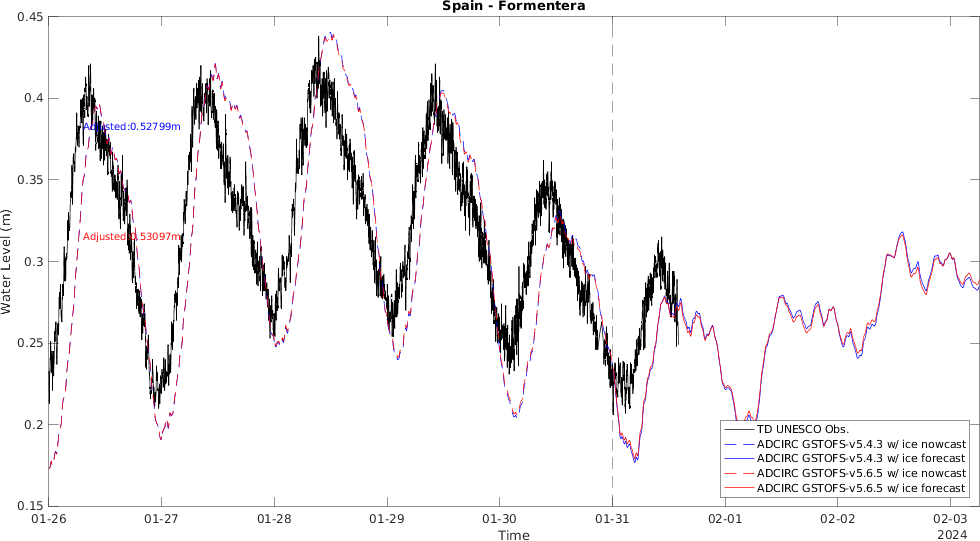 Spain - Formentera
0.45
0.4
0.35
0.3
0.25
0.2
0.15
Water Level (m)
Adjusted:0.52799m
Adjusted:0.53097m
TD UNESCO Obs.
ADCIRC GSTOFS-v5.4.3 w/ ice nowcast
ADCIRC GSTOFS-v5.4.3 w/ ice forecast
ADCIRC GSTOFS-v5.6.5 w/ ice nowcast
ADCIRC GSTOFS-v5.6.5 w/ ice forecast
01-26 01-27 01-28 01-29 01-30 01-31 02-01 02-02 02-03
Time
2024